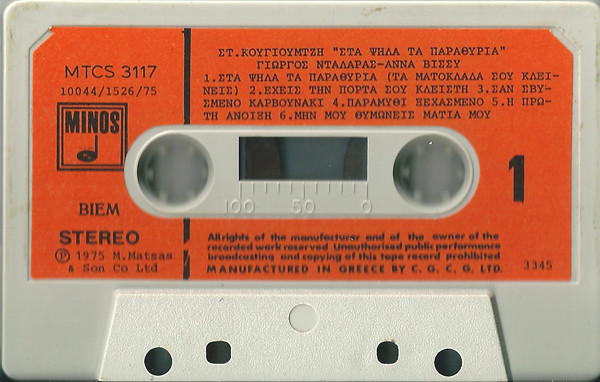 ΣΤ.ΚΟΥΓΙΟΥΜΤΖΗ "ΣΤΑ ΨΗΛΑ ΤΑ ΠΑΡΑΘΥΡΙΑ"
ΓΙΩΡΓΟΣ ΝΤΑΛΑΡΑΣ-ΑΝΝΑ ΒΙΣΣΥ
1.ΣΤΑ ΨΗΛΑ ΤΑ ΠΑΡΑΘΥΡΙΑ (ΤΑ ΜΑΤΟΚΛΑΔΑ ΣΟΥ ΚΛΕΙ-
ΝΕΙΣ) 2.ΕΧΕΙΣ ΤΗΝ ΠΟΡΤΑ ΣΟΥ ΚΛΕΙΣΤΗ 3.ΣΑΝ ΣΒΥ-
ΣΜΕΝΟ ΚΑΡΒΟΥΝΑΚΙ 4.ΠΑΡΑΜΥΘΙ ΞΕΧΑΣΜΕΝΟ 5.Η ΠΡΩ-
ΤΗ ΑΝΟΙΞΗ 6.ΜΗΝ ΜΟΥ ΘΥΜΩΝΕΙΣ ΜΑΤΙΑ ΜΟΥ
MTCS 3117
10044/1526/75
MINOS
1
100 50 0
BIEM
STEREO
Ⓟ 1975 M.Matsas
& Son Co Ltd
All rights of the manufacturer and of the owner of the
recorded work reserved Unauthorised public performance
broadcasting and copying of this tape record prohibited
MANUFACTURED IN GREECE BY C. G. C. G, LTD.
3345